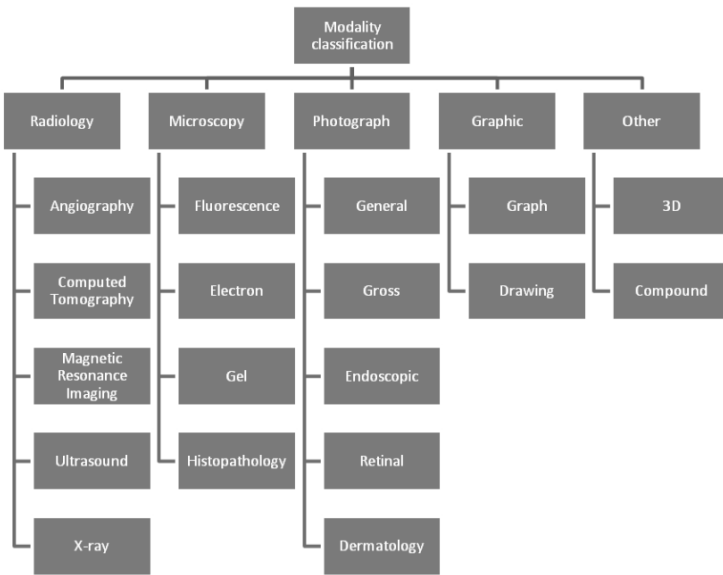 Modality
classification
Radiology
Microscopy
Photograph
Graphic
Other
Angiography
Fluorescence
General
Graph
3D
Computed
Tomography
Electron
Gross
Drawing
Compound
Magnetic
Resonance
Imaging
Gel
Endoscopic
Ultrasound
Histopathology
Retinal
X-ray
Dermatology